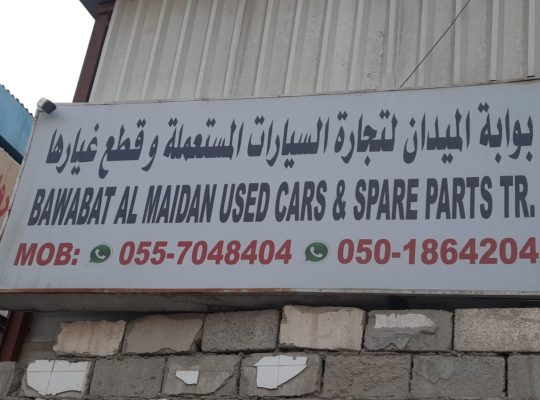 بوابة الميدان لتجارة السيارات المستعملة و قطع غيارها
BAWABAT AL MAIDAN USED CARS & SPARE PARTS TR.
MOB: 055-7048404 050-1864204